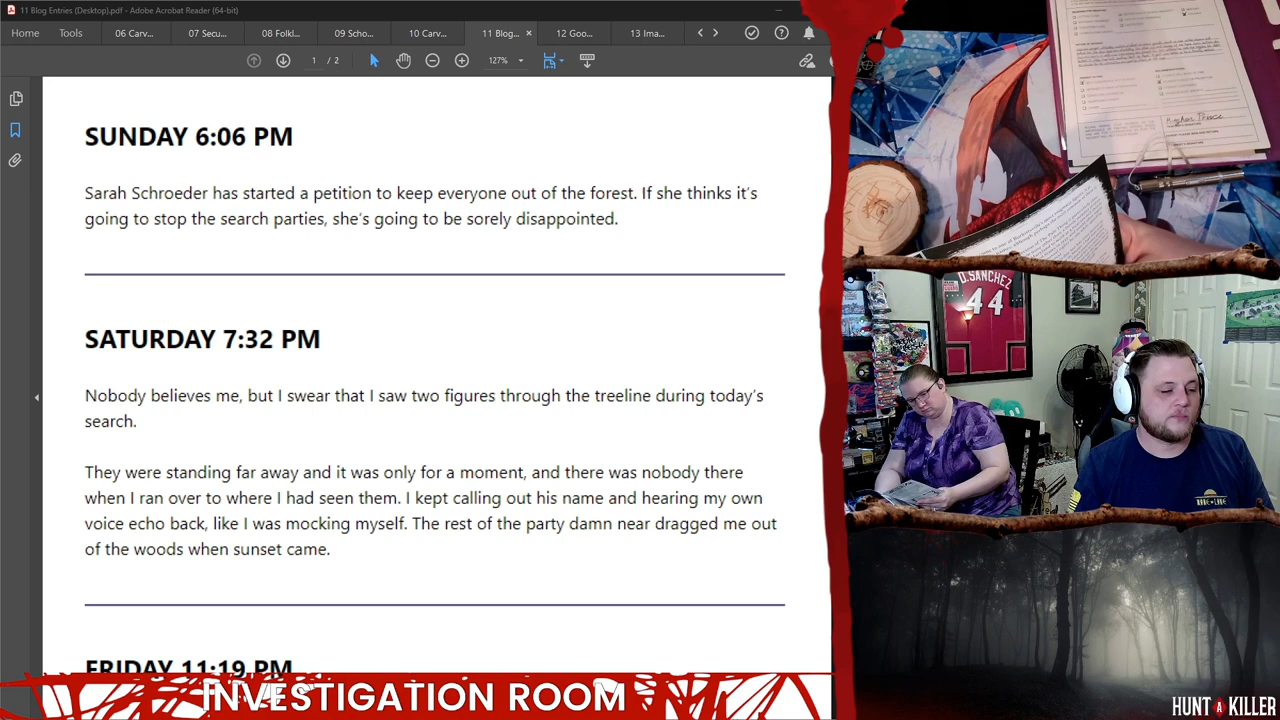 11 Blog Entries (Desktop).pdf - Adobe Acrobat Reader (64-bit)
Home Tools 06 Carv... 07 Secu... 08 Folkl... 09 Scho... 10 Carv... 11 Blog... × 12 Goo... 13 Ima...
1 / 2 127%
SUNDAY 6:06 PM
Sarah Schroeder has started a petition to keep everyone out of the forest. If she thinks it's
going to stop the search parties, she's going to be sorely disappointed.
SATURDAY 7:32 PM
Nobody believes me, but I swear that I saw two figures through the treeline during today's
search.
They were standing far away and it was only for a moment, and there was nobody there
when I ran over to where I had seen them. I kept calling out his name and hearing my own
voice echo back, like I was mocking myself. The rest of the party damn near dragged me out
of the woods when sunset came.
FRIDAY 11:19 PM
INVESTIGATION ROOM
D.SANCHEZ
44
HUNT A KILLER